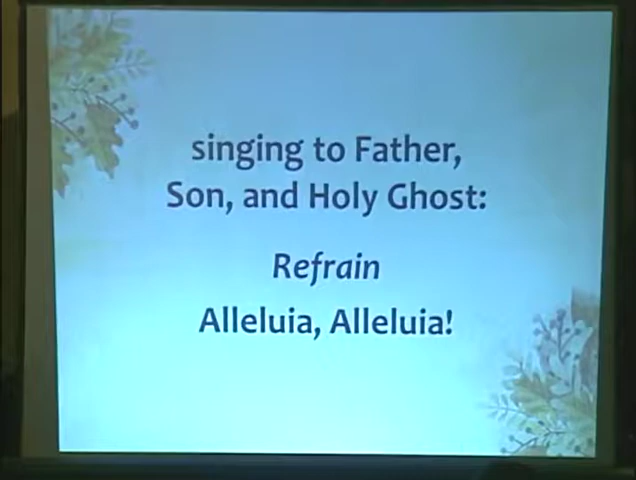 singing to Father,
Son, and Holy Ghost:
Refrain
Alleluia, Alleluia!